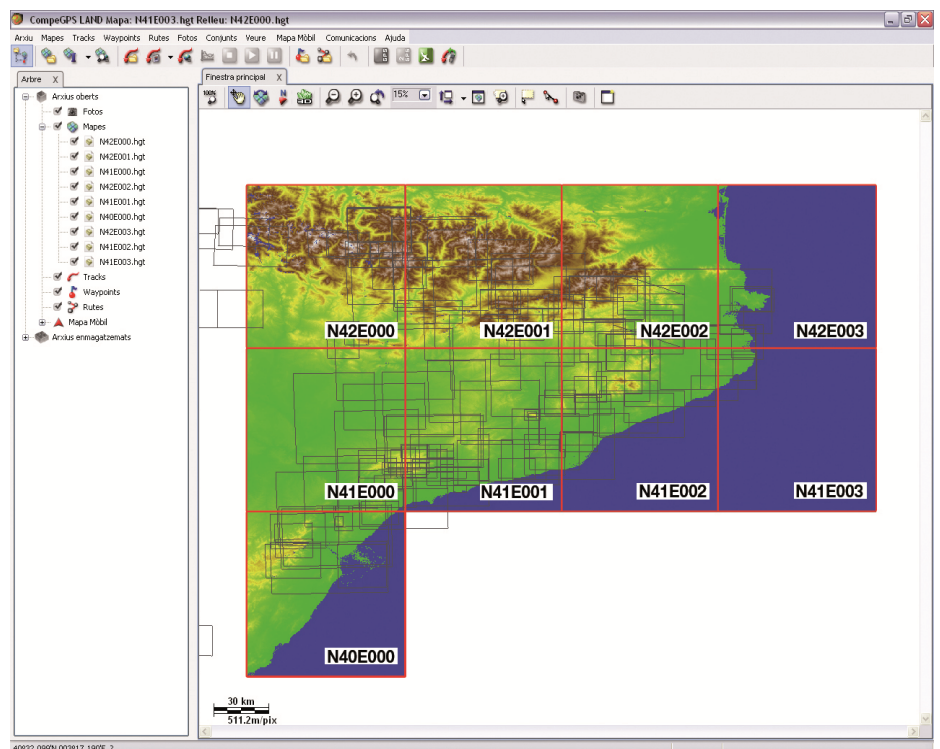 CompeGPS LAND Mapa: N41E003.hgt Relleu: N42E000.hgt
Arxiu Mapes Tracks Waypoints Rutes Fotos Conjunts Veure Mapa Mòbil Comunicacions Ajuda
Arbre X
Finestra principal X
100%
15%
Arxius oberts
Fotos
Mapes
N42E000.hgt
N42E001.hgt
N41E000.hgt
N42E002.hgt
N41E001.hgt
N40E000.hgt
N42E003.hgt
N41E002.hgt
N41E003.hgt
Tracks
Waypoints
Rutes
Mapa Mòbil
Arxius enmagatzemats
N42E000 N42E001 N42E002 N42E003
N41E000 N41E001 N41E002 N41E003
N40E000
30 km
511.2m/pix